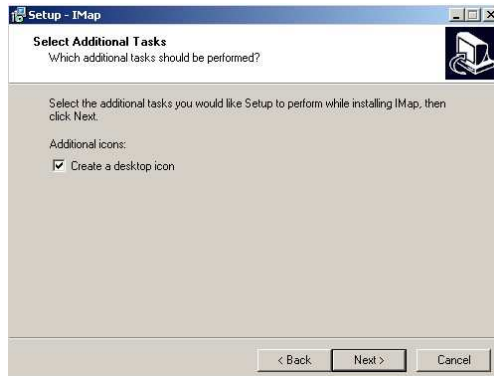 Setup - IMap
Select Additional Tasks
Which additional tasks should be performed?
Select the additional tasks you would like Setup to perform while installing IMap, then
click Next.
Additional icons:
Create a desktop icon
< Back
Next >
Cancel